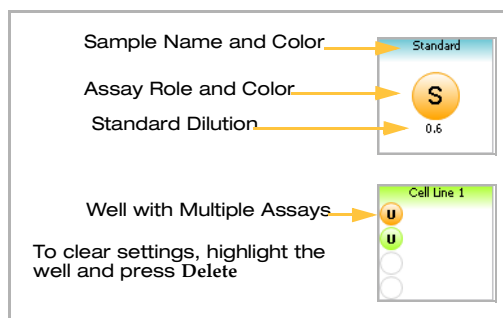 Sample Name and Color
Standard
Assay Role and Color
S
Standard Dilution
0.6
Cell Line 1
Well with Multiple Assays
U
U
To clear settings, highlight the
well and press Delete